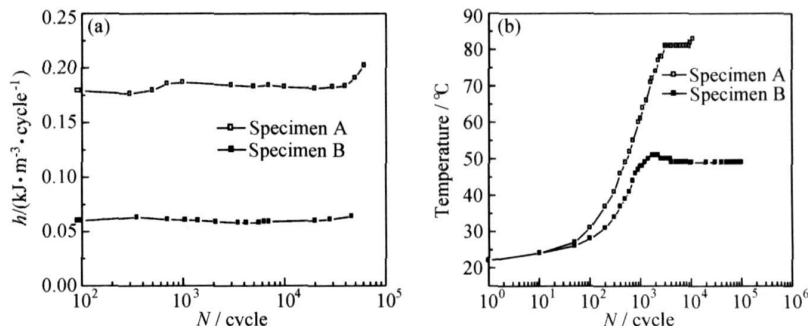 (a)
h/(kJ·m⁻³·cycle⁻¹)
0.25
0.20
0.15
0.10
0.05
0.00
Specimen A
Specimen B
10² 10³ 10⁴ 10⁵
N / cycle
(b)
Temperature / ℃
90
80
70
60
50
40
30
20
Specimen A
Specimen B
10⁰ 10¹ 10² 10³ 10⁴ 10⁵ 10⁶
N / cycle